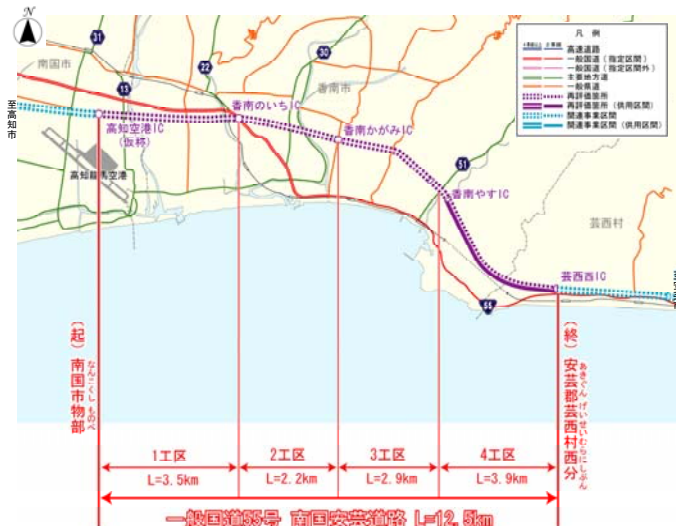 N
凡 例
高速道路
一般国道(指定区間)
一般国道(指定区間外)
主要地方道
一般県道
再評価箇所
再評価箇所(供用区間)
関連事業区間
関連事業区間(供用区間)
31
30
22
13
51
55
南国市
香南市
芸西村
至高知市
高知空港IC
(仮称)
高知龍馬空港
香南のいちIC
香南かがみIC
香南やすIC
芸西西IC
(起)南国市物部
なんこくし ものべ
(終)安芸郡芸西村西分
あきぐん げいせいむらにしぶん
1工区
2工区
3工区
4工区
L=3.5km
L=2.2km
L=2.9km
L=3.9km
一般国道55号 南国安芸道路 L=12.5km